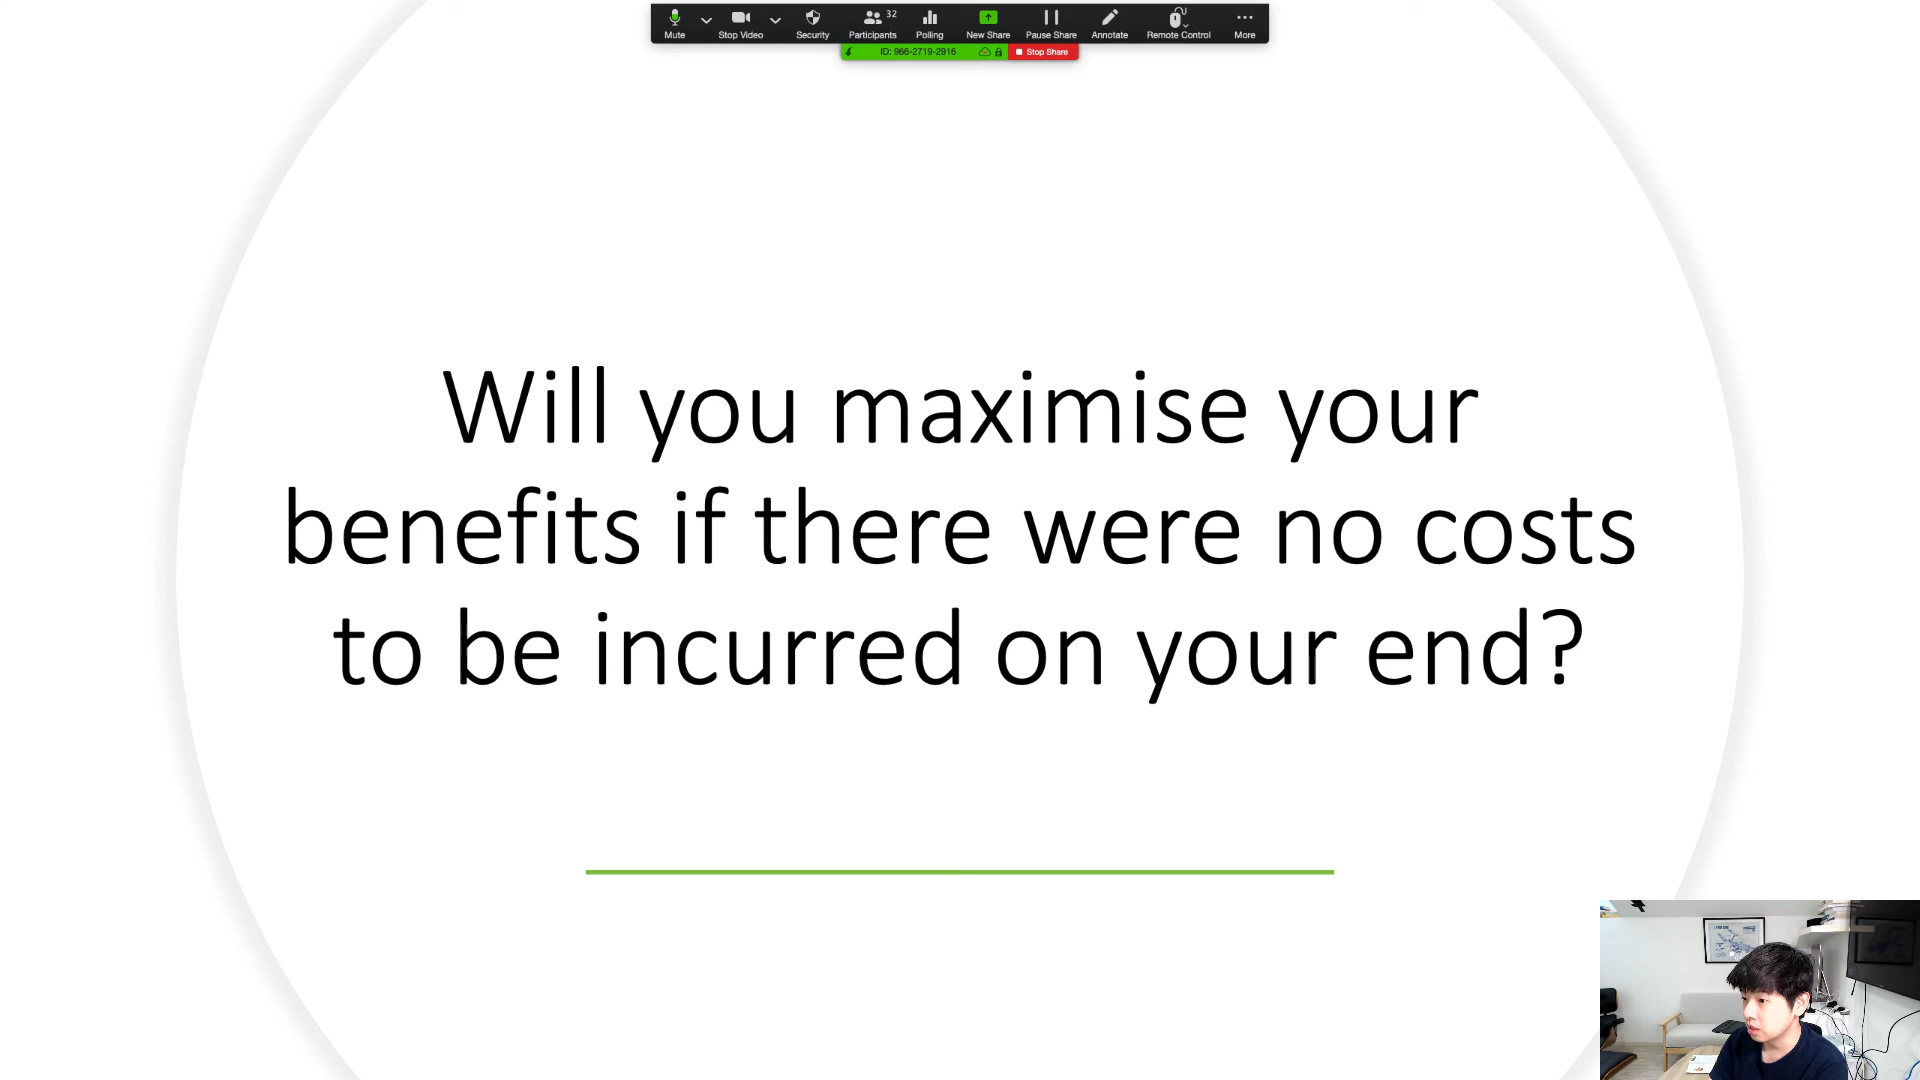 32
Mute
Stop Video
Security
Participants
Polling
New Share
Pause Share
Annotate
Remote Control
More
ID: 966-2719-2916
Stop Share
Will you maximise your
benefits if there were no costs
to be incurred on your end?